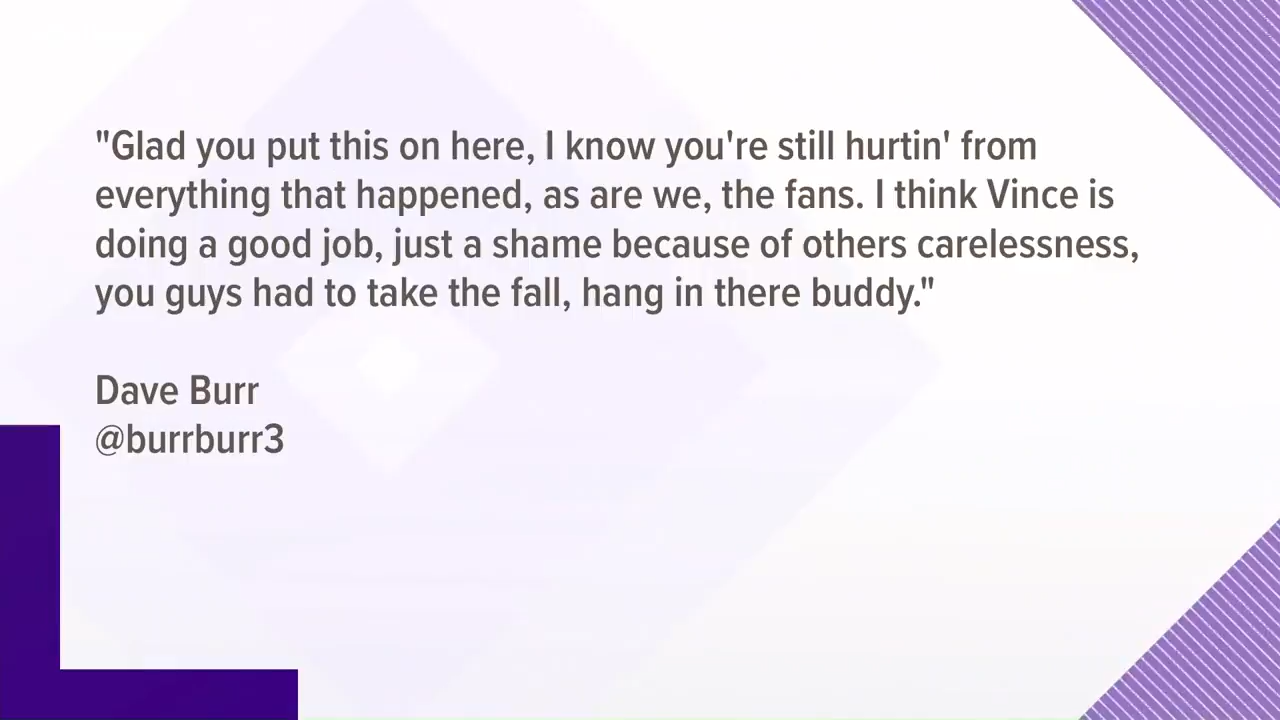 "Glad you put this on here, I know you're still hurtin' from
everything that happened, as are we, the fans. I think Vince is
doing a good job, just a shame because of others carelessness,
you guys had to take the fall, hang in there buddy."
Dave Burr
@burrburr3